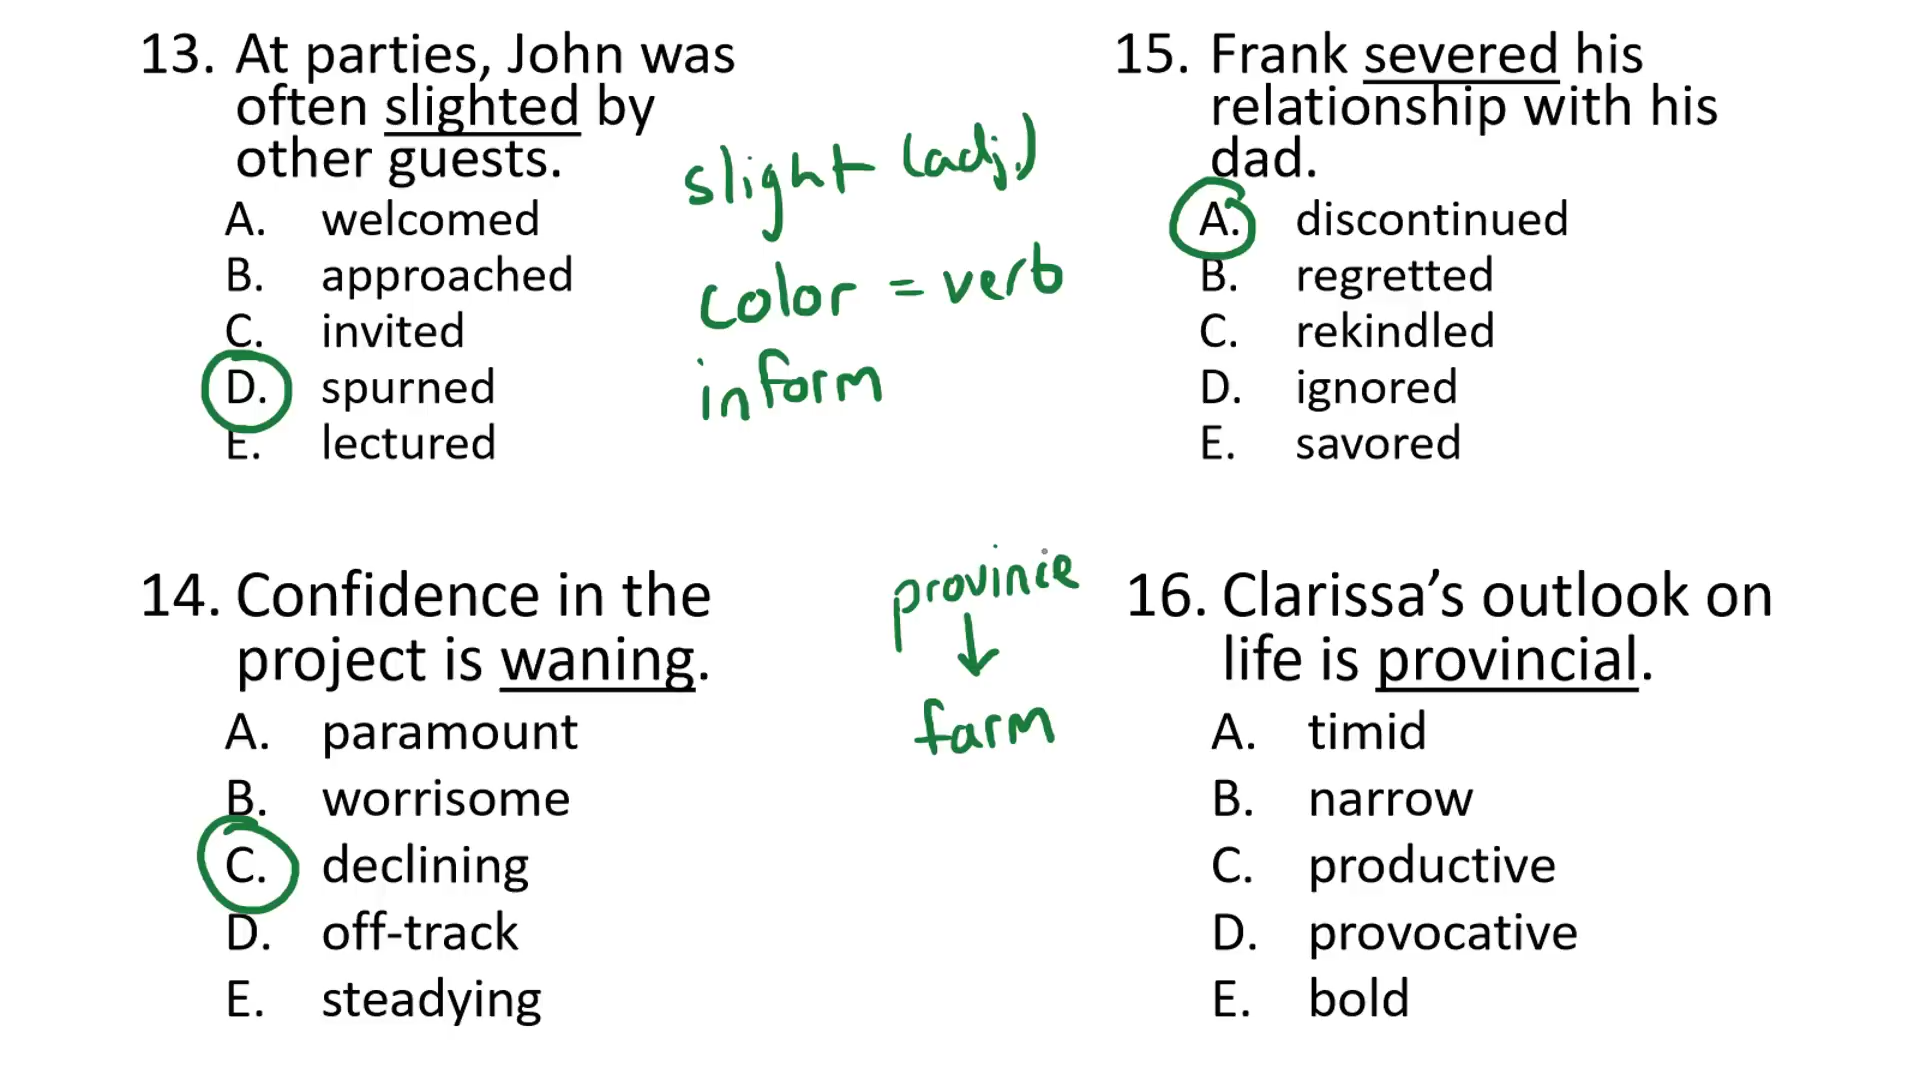 13. At parties, John was
often slighted by
other guests.
A. welcomed
B. approached
C. invited
D. spurned
E. lectured
slight (adj.)
color = verb
inform
15. Frank severed his
relationship with his
dad.
A. discontinued
B. regretted
C. rekindled
D. ignored
E. savored
14. Confidence in the
project is waning.
A. paramount
B. worrisome
C. declining
D. off-track
E. steadying
province
farm
16. Clarissa’s outlook on
life is provincial.
A. timid
B. narrow
C. productive
D. provocative
E. bold